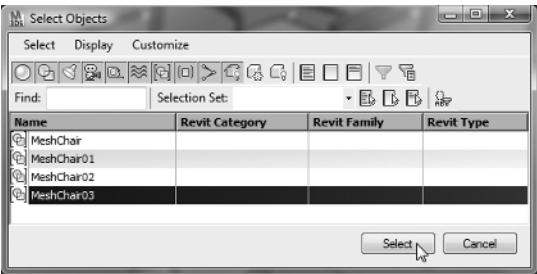 Select Objects
Select Display Customize
Find: Selection Set:
Name Revit Category Revit Family Revit Type
MeshChair
MeshChair01
MeshChair02
MeshChair03
Select Cancel